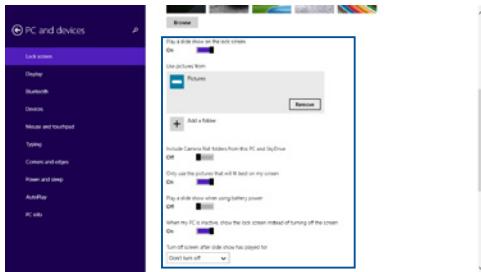 PC and devices
Lock screen
Display
Bluetooth
Devices
Mouse and touchpad
Typing
Corners and edges
Power and sleep
AutoPlay
PC info
Browse
Play a slide show on the lock screen
On
Use pictures from
Pictures
Remove
Add a folder
Include Camera Roll folders from this PC and SkyDrive
Off
Only use the pictures that will fit best on my screen
On
Play a slide show when using battery power
Off
When my PC is inactive, show the lock screen instead of turning off the screen
On
Turn off screen after slide show has played for
Don't turn off